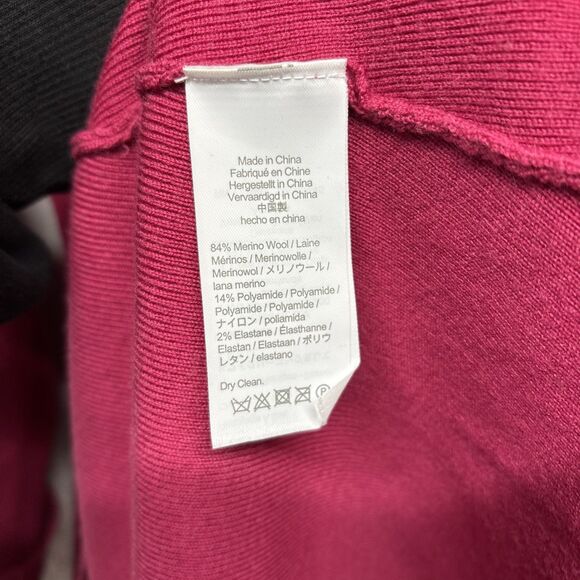 Made in China
Fabriqué en Chine
Hergestellt in China
Vervaardigd in China
中国製
hecho en china
84% Merino Wool / Laine
Mérinos / Merinowolle /
Merinowol / メリノウール /
lana merino
14% Polyamide / Polyamide /
Polyamide / Polyamide /
ナイロン / poliamida
2% Elastane / Élasthanne /
Elastan / Elastaan / ポリウ
レタン / elastano
Dry Clean.
P